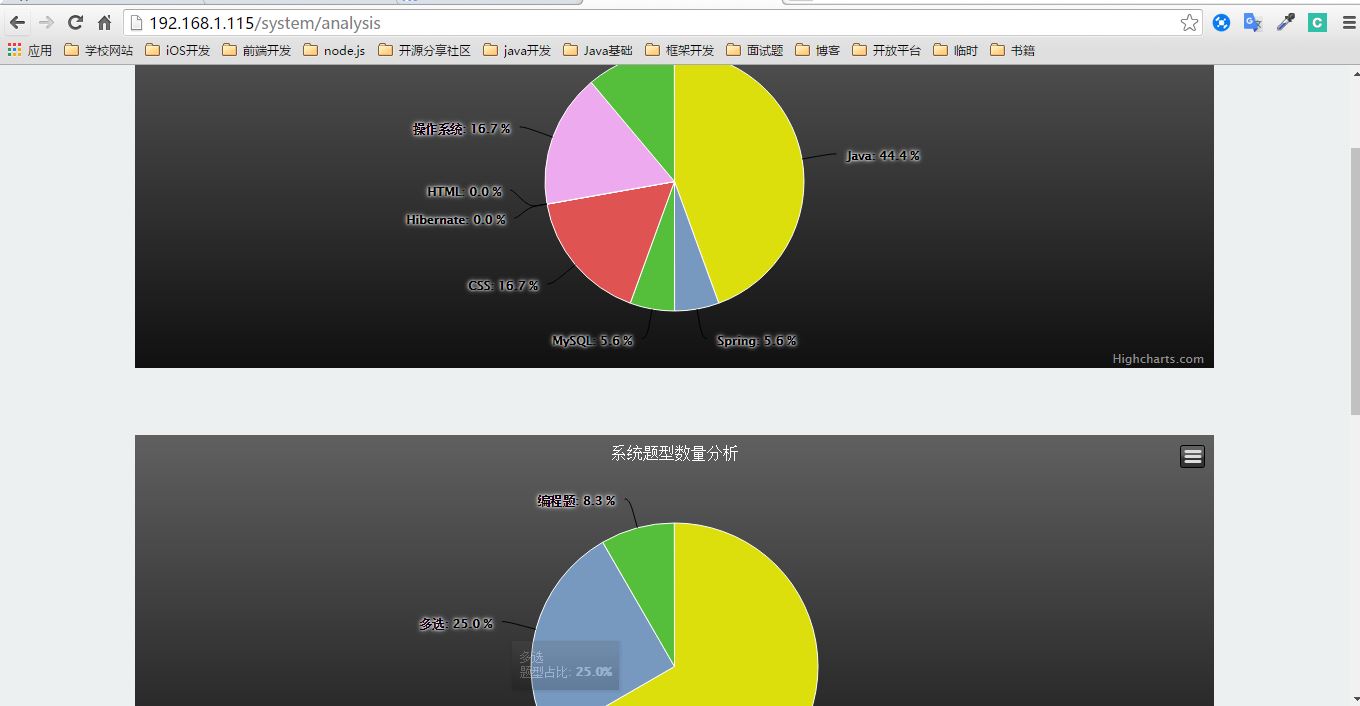 192.168.1.115/system/analysis
应用 学校网站 iOS开发 前端开发 node.js 开源分享社区 java开发 Java基础 框架开发 面试题 博客 开放平台 临时 书籍
操作系统: 16.7 %
Java: 44.4 %
HTML: 0.0 %
Hibernate: 0.0 %
CSS: 16.7 %
MySQL: 5.6 %
Spring: 5.6 %
Highcharts.com
系统题型数量分析
编程题: 8.3 %
多选: 25.0 %
多选
题型占比: 25.0%